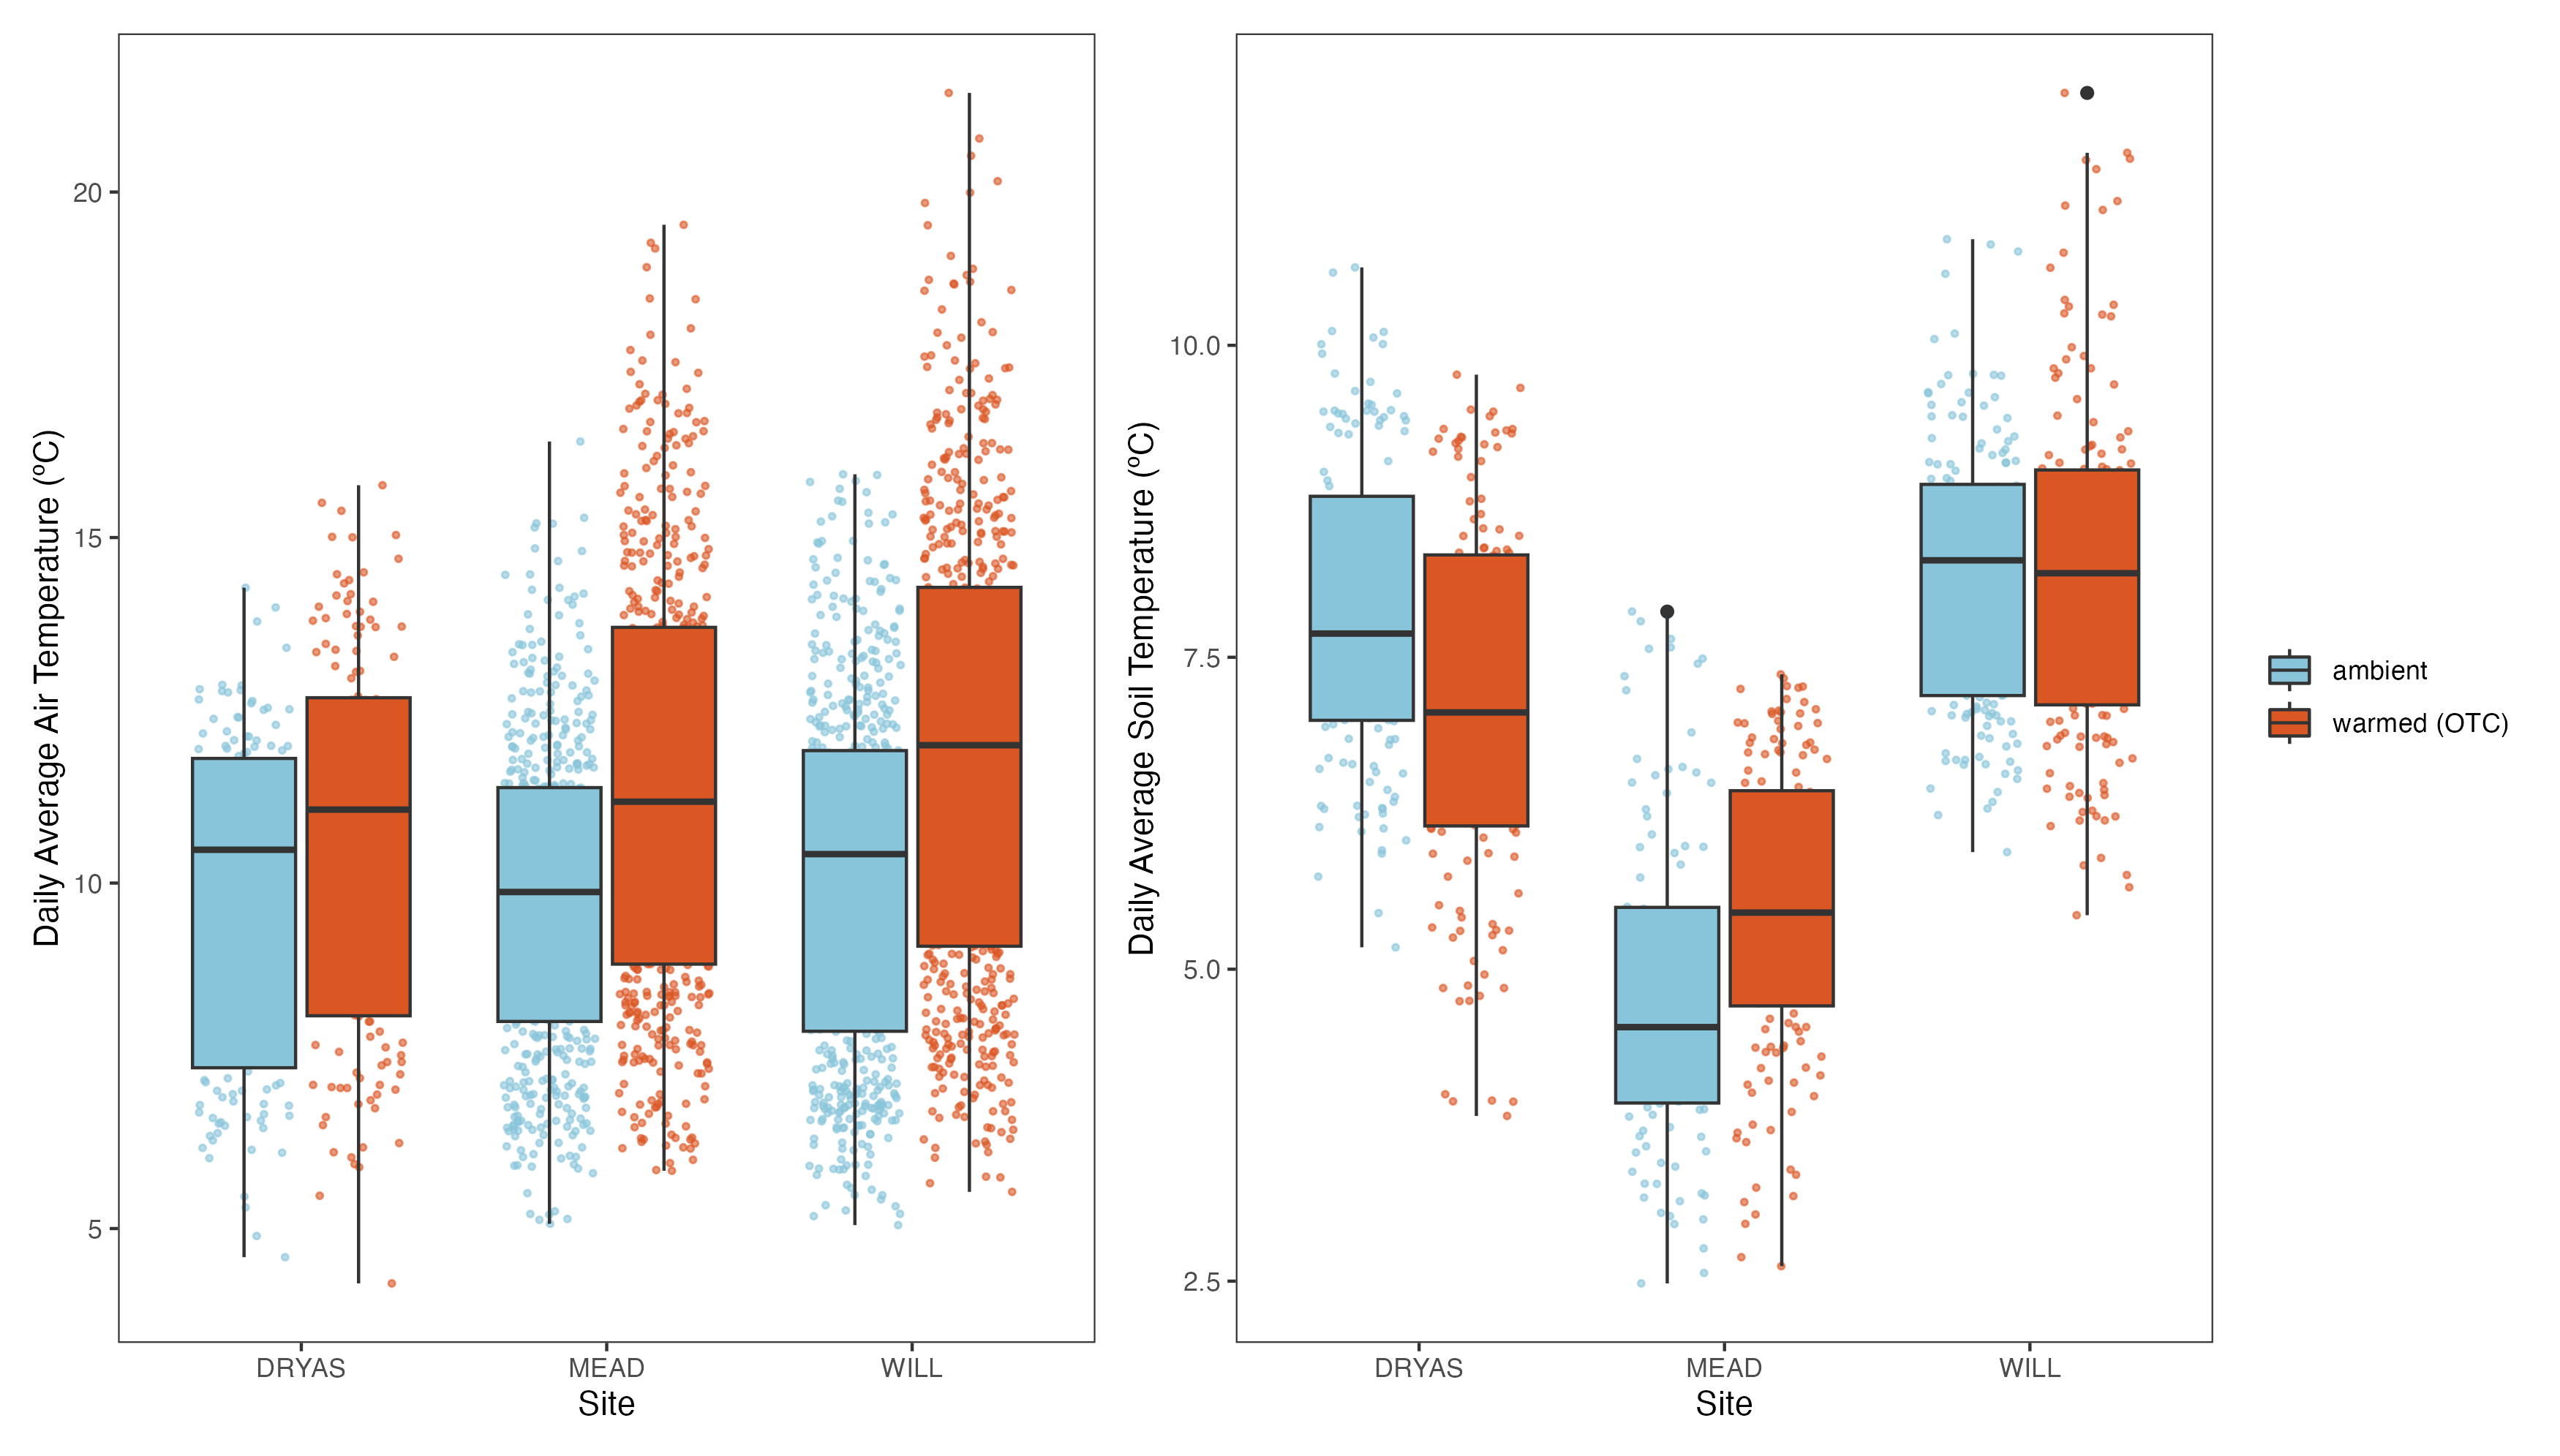 Daily Average Air Temperature (ºC)
20
15
10
5
DRYAS MEAD WILL
Site
Daily Average Soil Temperature (ºC)
10.0
7.5
5.0
2.5
DRYAS MEAD WILL
Site
ambient
warmed (OTC)